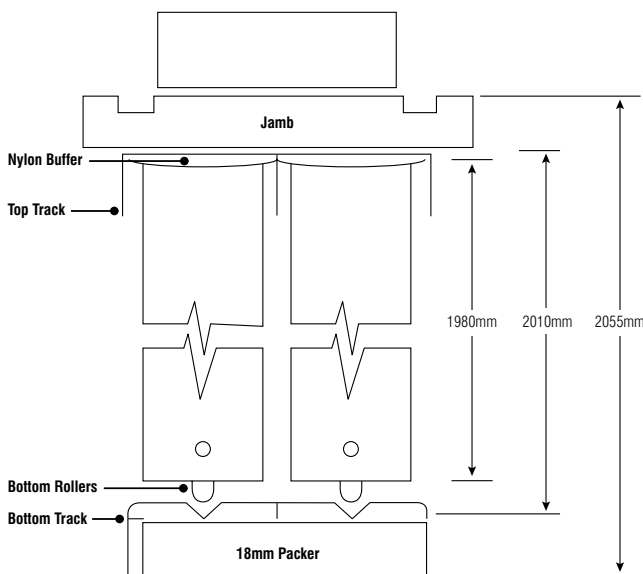 Jamb
Nylon Buffer
Top Track
1980mm
2010mm
2055mm
Bottom Rollers
Bottom Track
18mm Packer